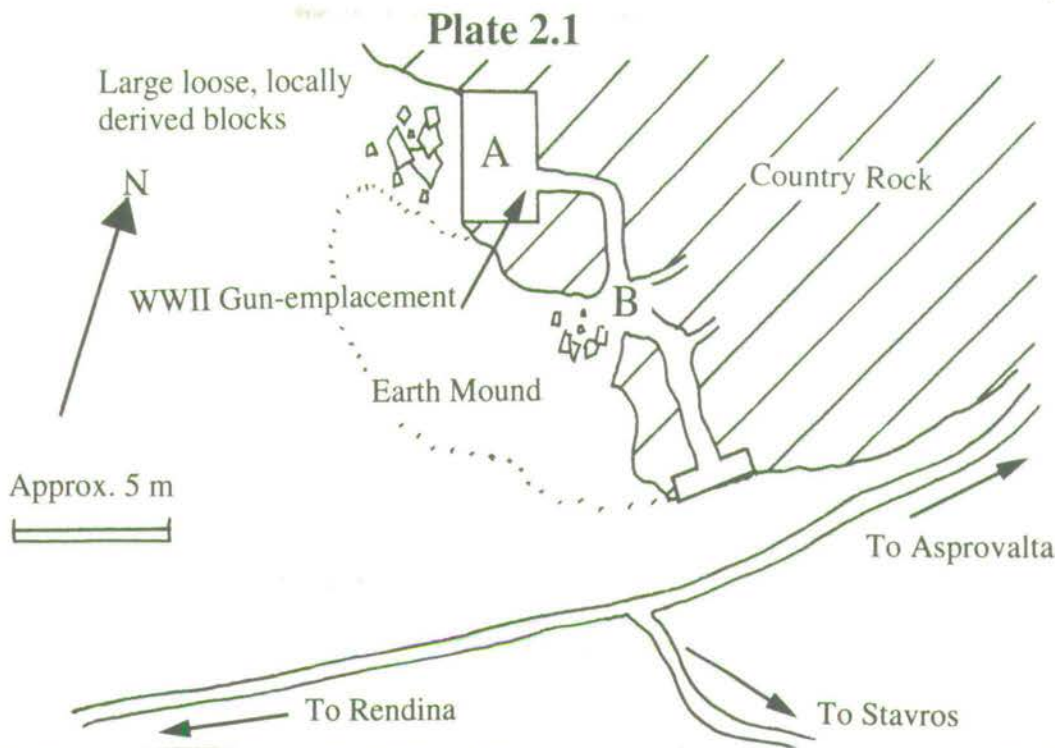 Plate 2.1
Large loose, locally
derived blocks
N
A
Country Rock
WWII Gun-emplacement
B
Earth Mound
Approx. 5 m
To Asprovalta
To Rendina
To Stavros